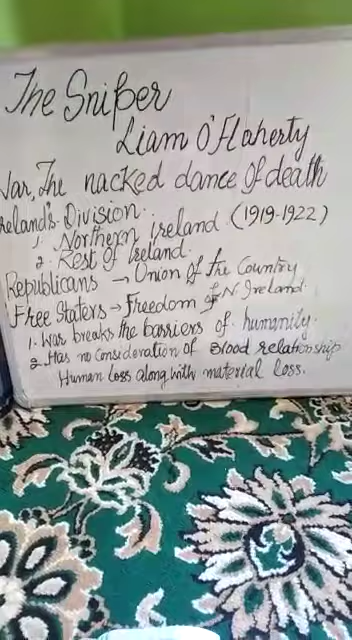 The Sniper
Liam O'Flaherty
War, The nacked dance of death
Ireland's Division
1. Northern ireland (1919-1922)
2. Rest of Ireland.
Republicans → Union of the Country
Free Staters → Freedom of N Ireland.
1. War breaks the barriers of humanity.
2. Has no consideration of Blood relationship
Human Loss along with material loss.